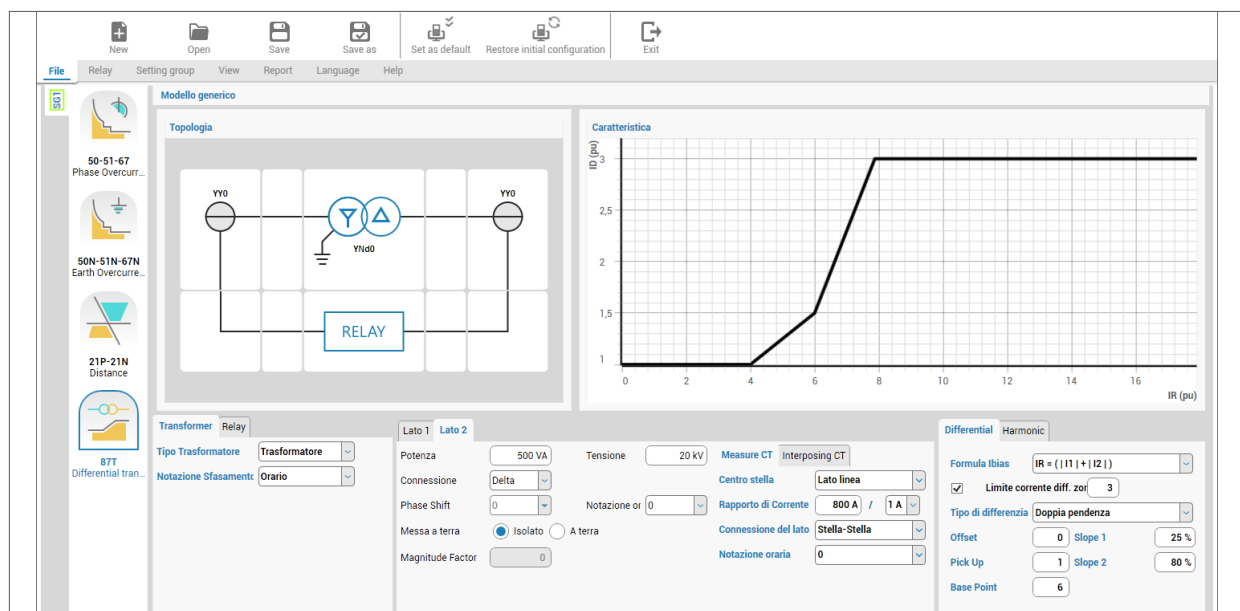 New Open Save Save as Set as default Restore initial configuration Exit
File Relay Setting group View Report Language Help
SG1
50-51-67
Phase Overcurr...
50N-51N-67N
Earth Overcurre...
21P-21N
Distance
87T
Differential tran...
Modello generico
Topologia
YY0 YY0
YNd0
RELAY
Caratteristica
ID (pu)
3
2,5
2
1,5
1
0 2 4 6 8 10 12 14 16
IR (pu)
Transformer Relay
Tipo Trasformatore Trasformatore
Notazione Sfasamento Orario
Lato 1 Lato 2
Potenza 500 VA Tensione 20 kV
Connessione Delta
Phase Shift 0 Notazione or 0
Messa a terra Isolato A terra
Magnitude Factor 0
Measure CT Interposing CT
Centro stella Lato linea
Rapporto di Corrente 800 A / 1 A
Connessione del lato Stella-Stella
Notazione oraria 0
Differential Harmonic
Formula Ibias IR = ( | I1 | + | I2 | )
Limite corrente diff. zor 3
Tipo di differenzia Doppia pendenza
Offset 0 Slope 1 25 %
Pick Up 1 Slope 2 80 %
Base Point 6